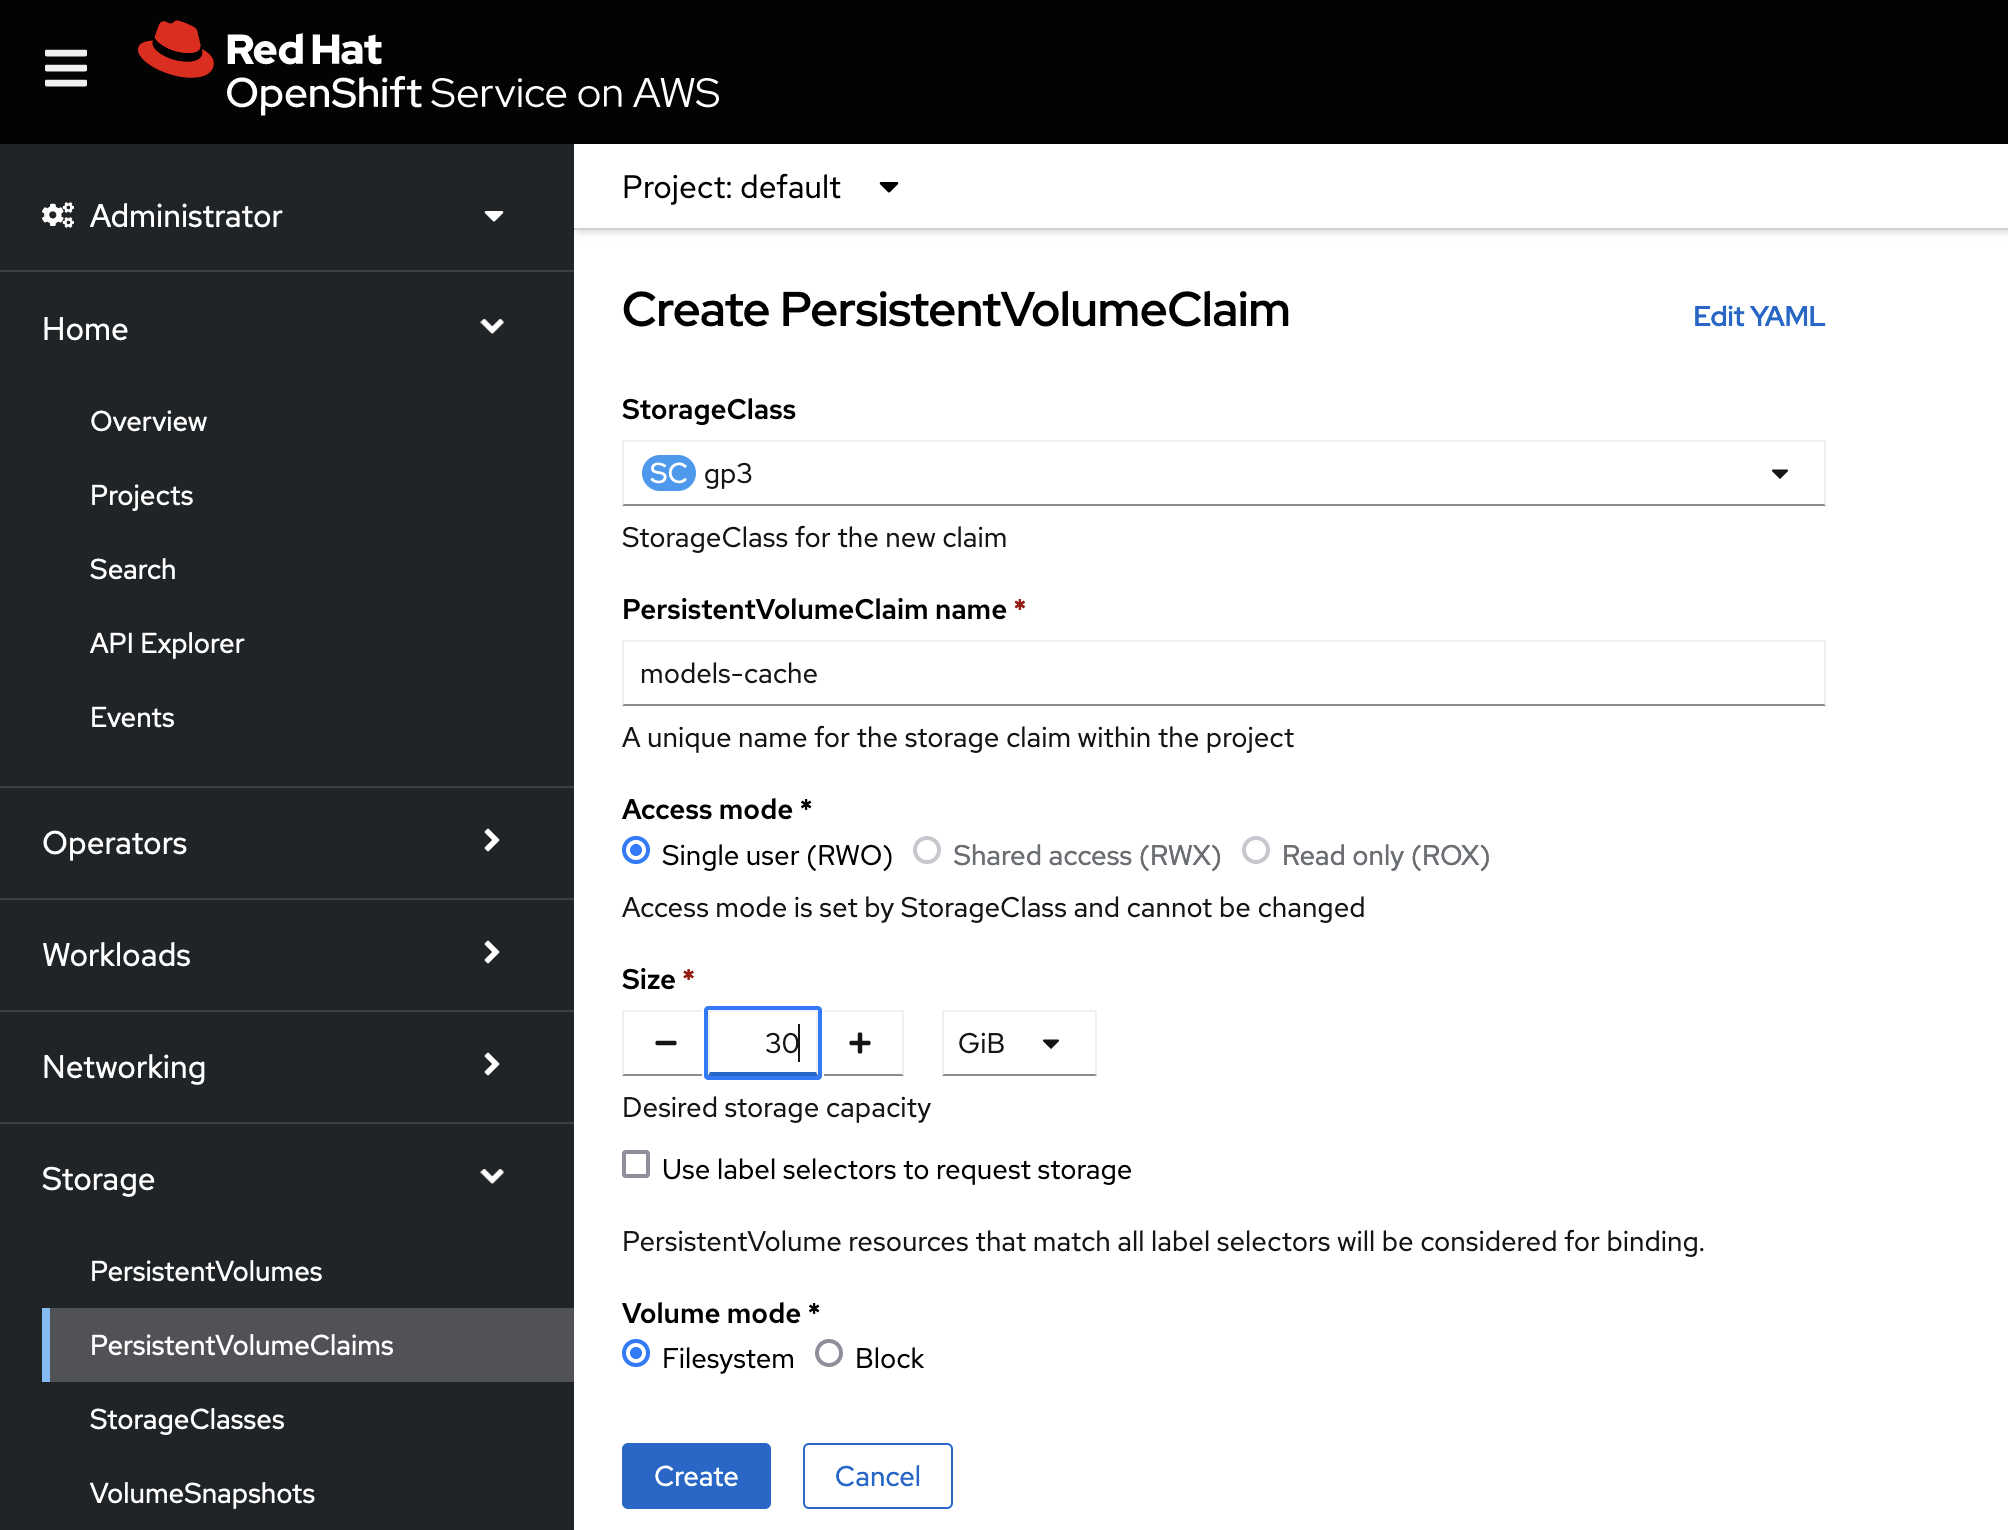 Red Hat
OpenShift Service on AWS
Administrator
Home
Overview
Projects
Search
API Explorer
Events
Operators
Workloads
Networking
Storage
PersistentVolumes
PersistentVolumeClaims
StorageClasses
VolumeSnapshots
Project: default
Create PersistentVolumeClaim
Edit YAML
StorageClass
SC gp3
StorageClass for the new claim
PersistentVolumeClaim name *
models-cache
A unique name for the storage claim within the project
Access mode *
Single user (RWO) Shared access (RWX) Read only (ROX)
Access mode is set by StorageClass and cannot be changed
Size *
30 GiB
Desired storage capacity
Use label selectors to request storage
PersistentVolume resources that match all label selectors will be considered for binding.
Volume mode *
Filesystem Block
Create Cancel